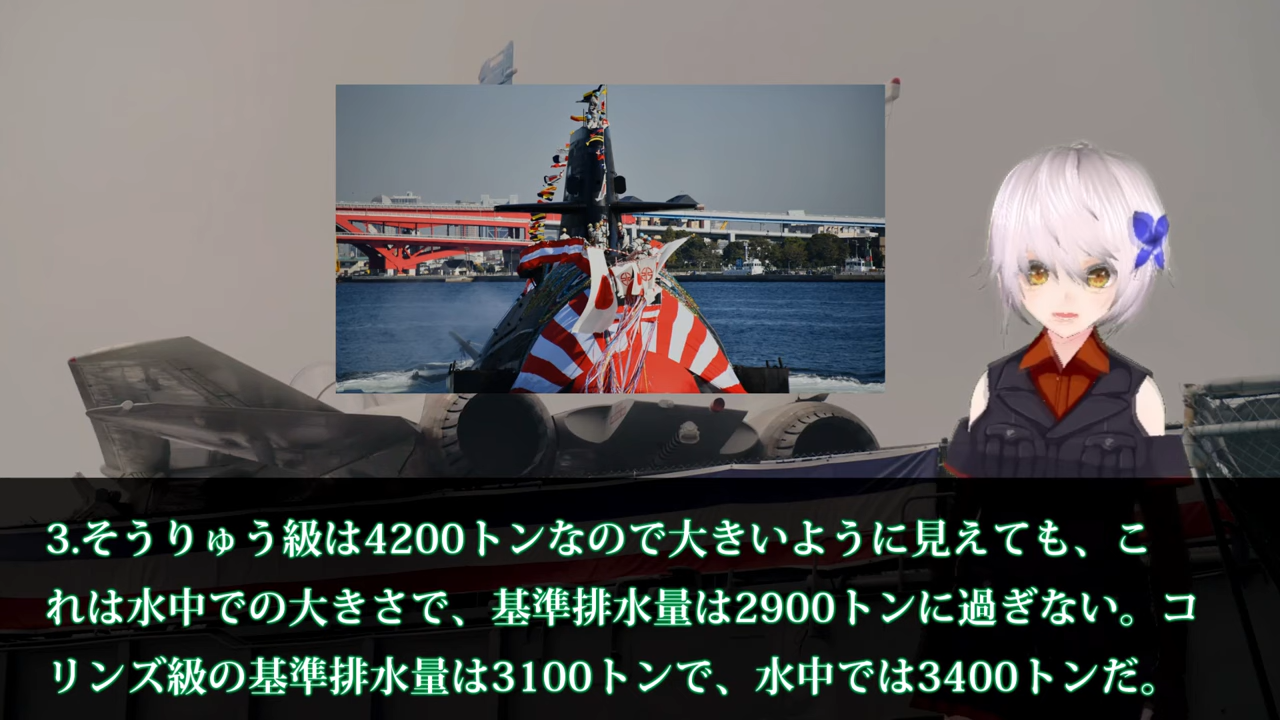 3.そうりゅう級は4200トンなので大きいように見えても、こ
れは水中での大きさで、基準排水量は2900トンに過ぎない。コ
リンズ級の基準排水量は3100トンで、水中では3400トンだ。